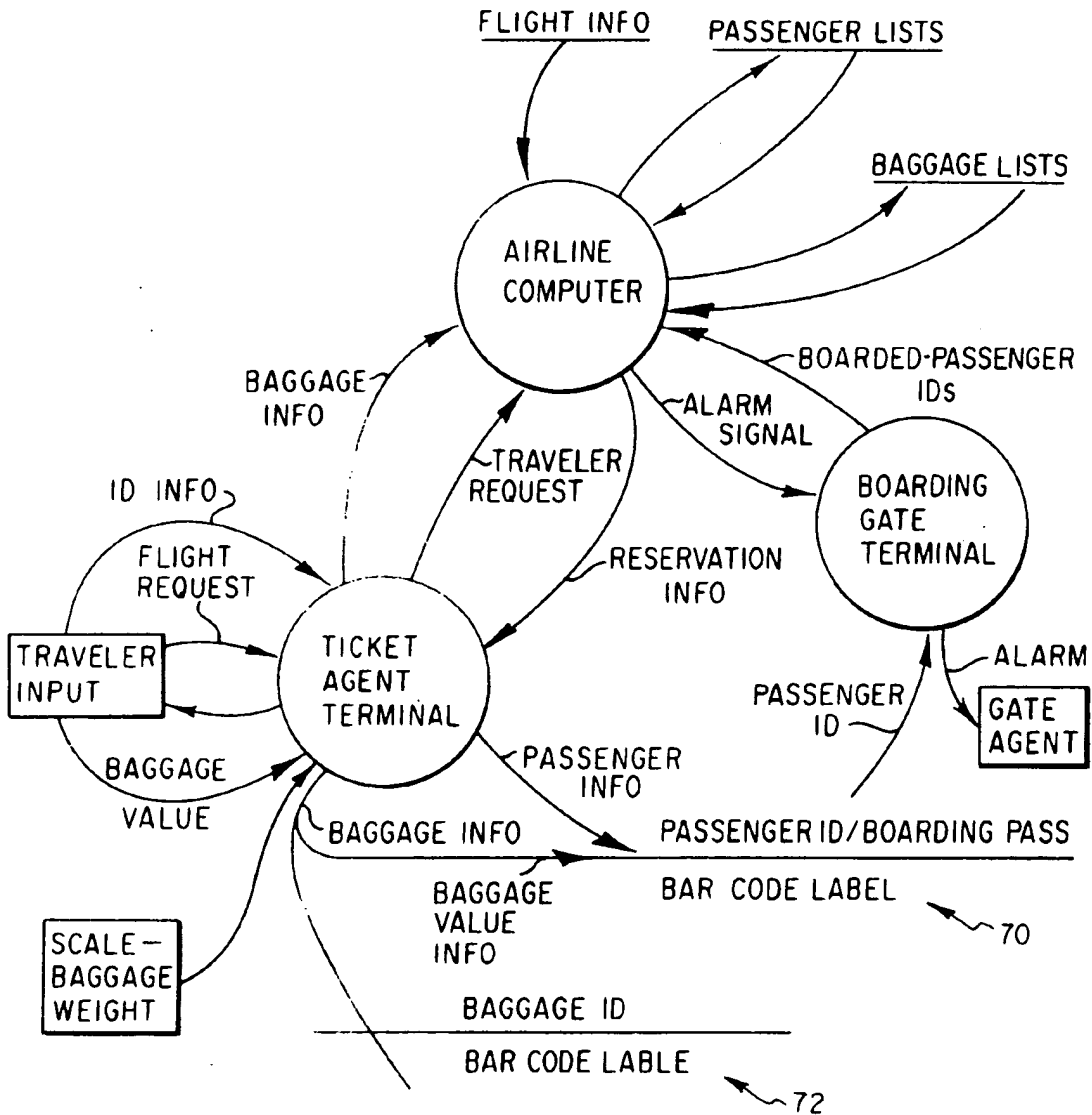 FLIGHT INFO
PASSENGER LISTS
BAGGAGE LISTS
AIRLINE
COMPUTER
BOARDED-PASSENGER
IDs
BAGGAGE
INFO
ALARM
SIGNAL
TRAVELER
REQUEST
BOARDING
GATE
TERMINAL
ID INFO
FLIGHT
REQUEST
RESERVATION
INFO
TRAVELER
INPUT
TICKET
AGENT
TERMINAL
ALARM
PASSENGER
ID
GATE
AGENT
BAGGAGE
VALUE
PASSENGER
INFO
BAGGAGE INFO
PASSENGER ID/BOARDING PASS
BAR CODE LABEL
70
BAGGAGE
VALUE
INFO
SCALE—
BAGGAGE
WEIGHT
BAGGAGE ID
BAR CODE LABLE
72